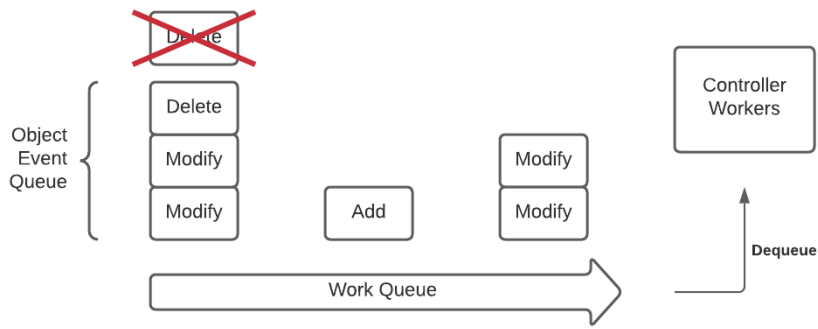 Delete
Object
Event
Queue
Delete
Modify
Modify
Add
Modify
Modify
Controller
Workers
Dequeue
Work Queue